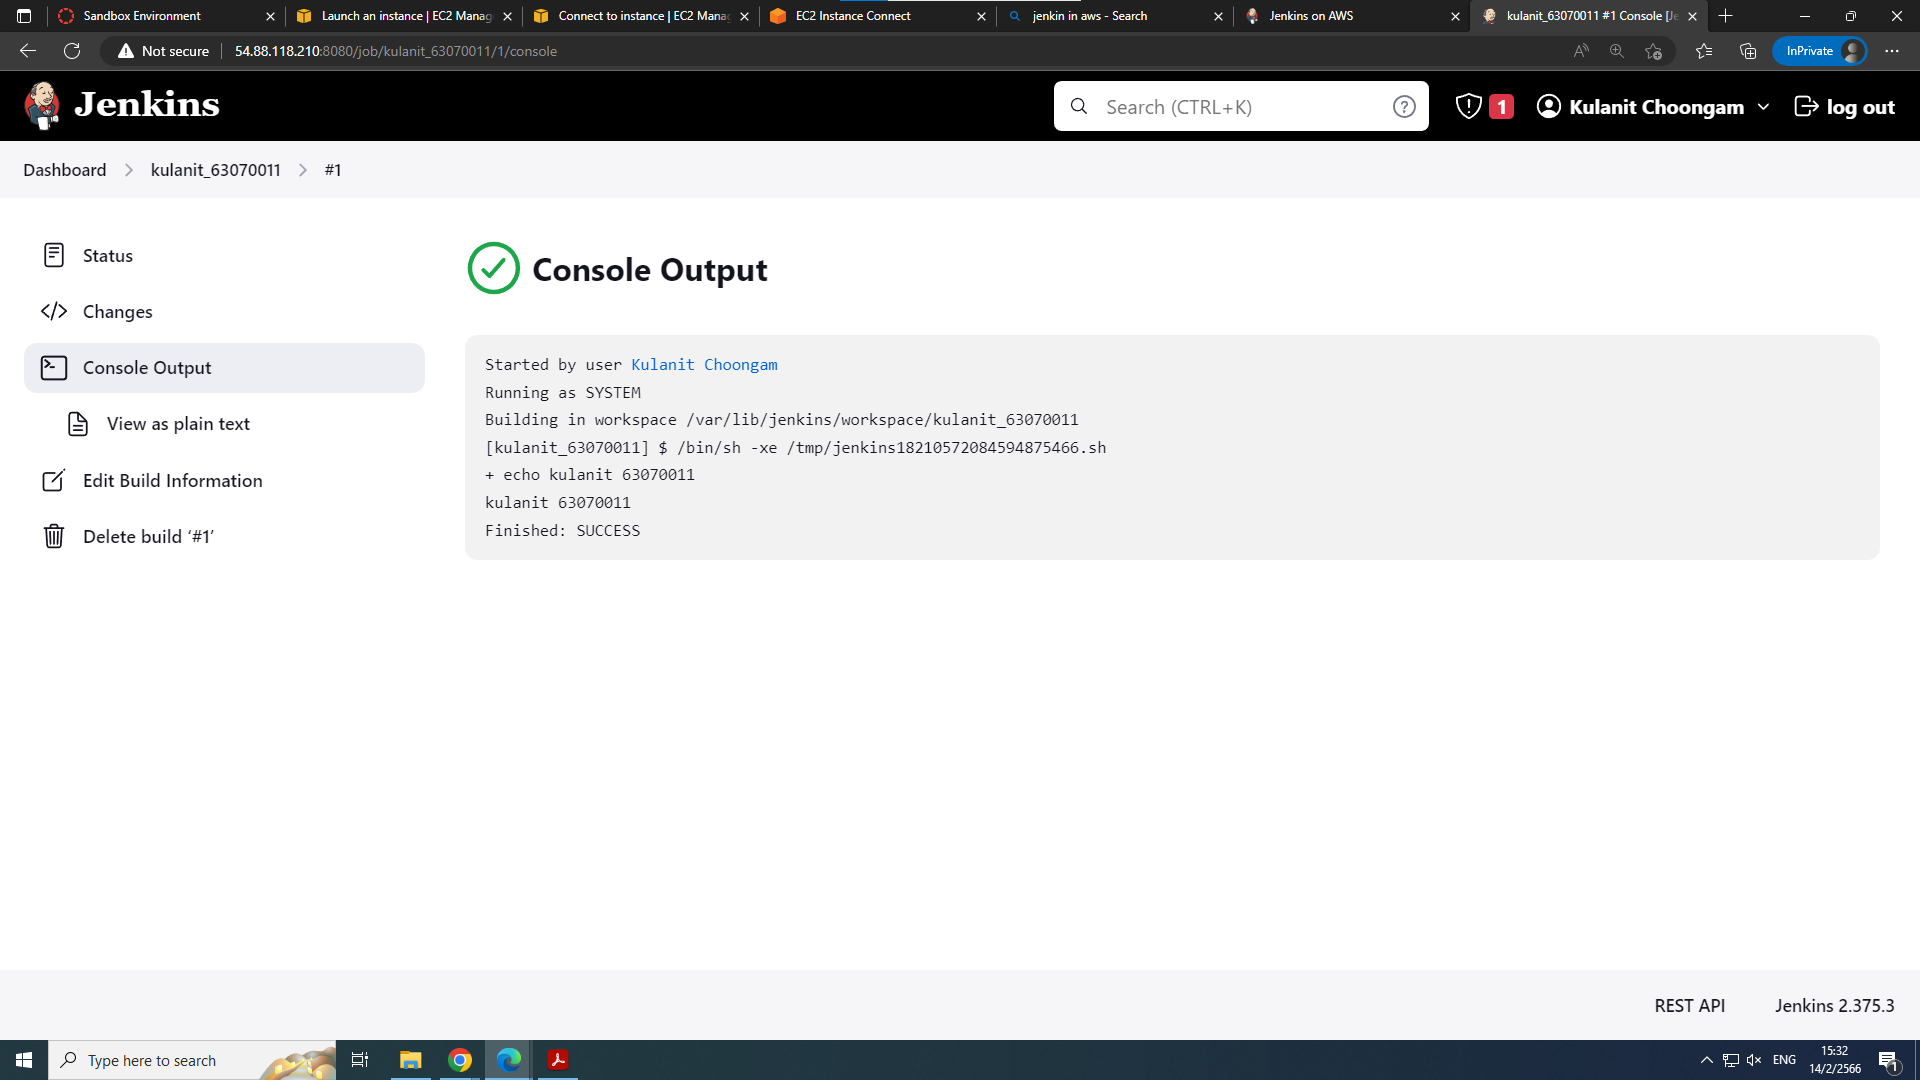 Sandbox Environment
Launch an instance | EC2 Manag
Connect to instance | EC2 Manag
EC2 Instance Connect
jenkin in aws - Search
Jenkins on AWS
kulanit_63070011 #1 Console [Je
Not secure
54.88.118.210:8080/job/kulanit_63070011/1/console
InPrivate
Jenkins
Search (CTRL+K)
1
Kulanit Choongam
log out
Dashboard
kulanit_63070011
#1
Status
Changes
Console Output
View as plain text
Edit Build Information
Delete build ‘#1’
Console Output
Started by user Kulanit Choongam
Running as SYSTEM
Building in workspace /var/lib/jenkins/workspace/kulanit_63070011
[kulanit_63070011] $ /bin/sh -xe /tmp/jenkins18210572084594875466.sh
+ echo kulanit 63070011
kulanit 63070011
Finished: SUCCESS
REST API
Jenkins 2.375.3
Type here to search
ENG
15:32
14/2/2566
1